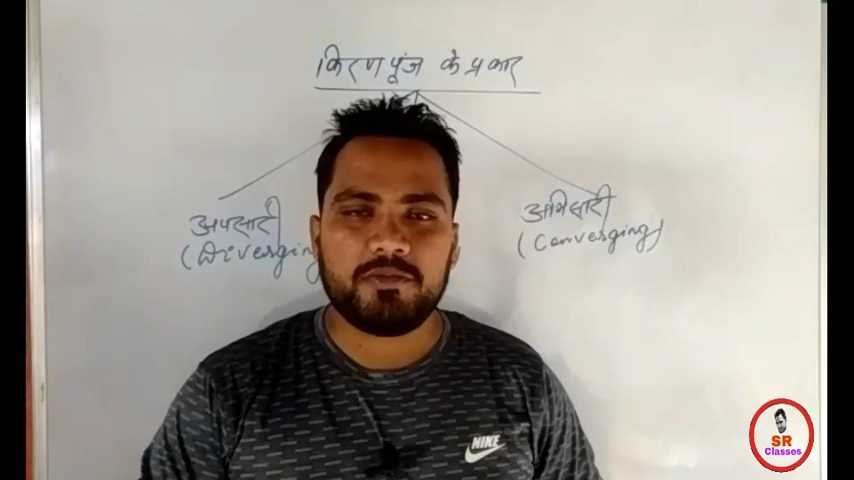 किरण पूंज के प्रकार
अपसारी
(Diverging
अभिसारी
(Converging)
NIKE
SR
Classes